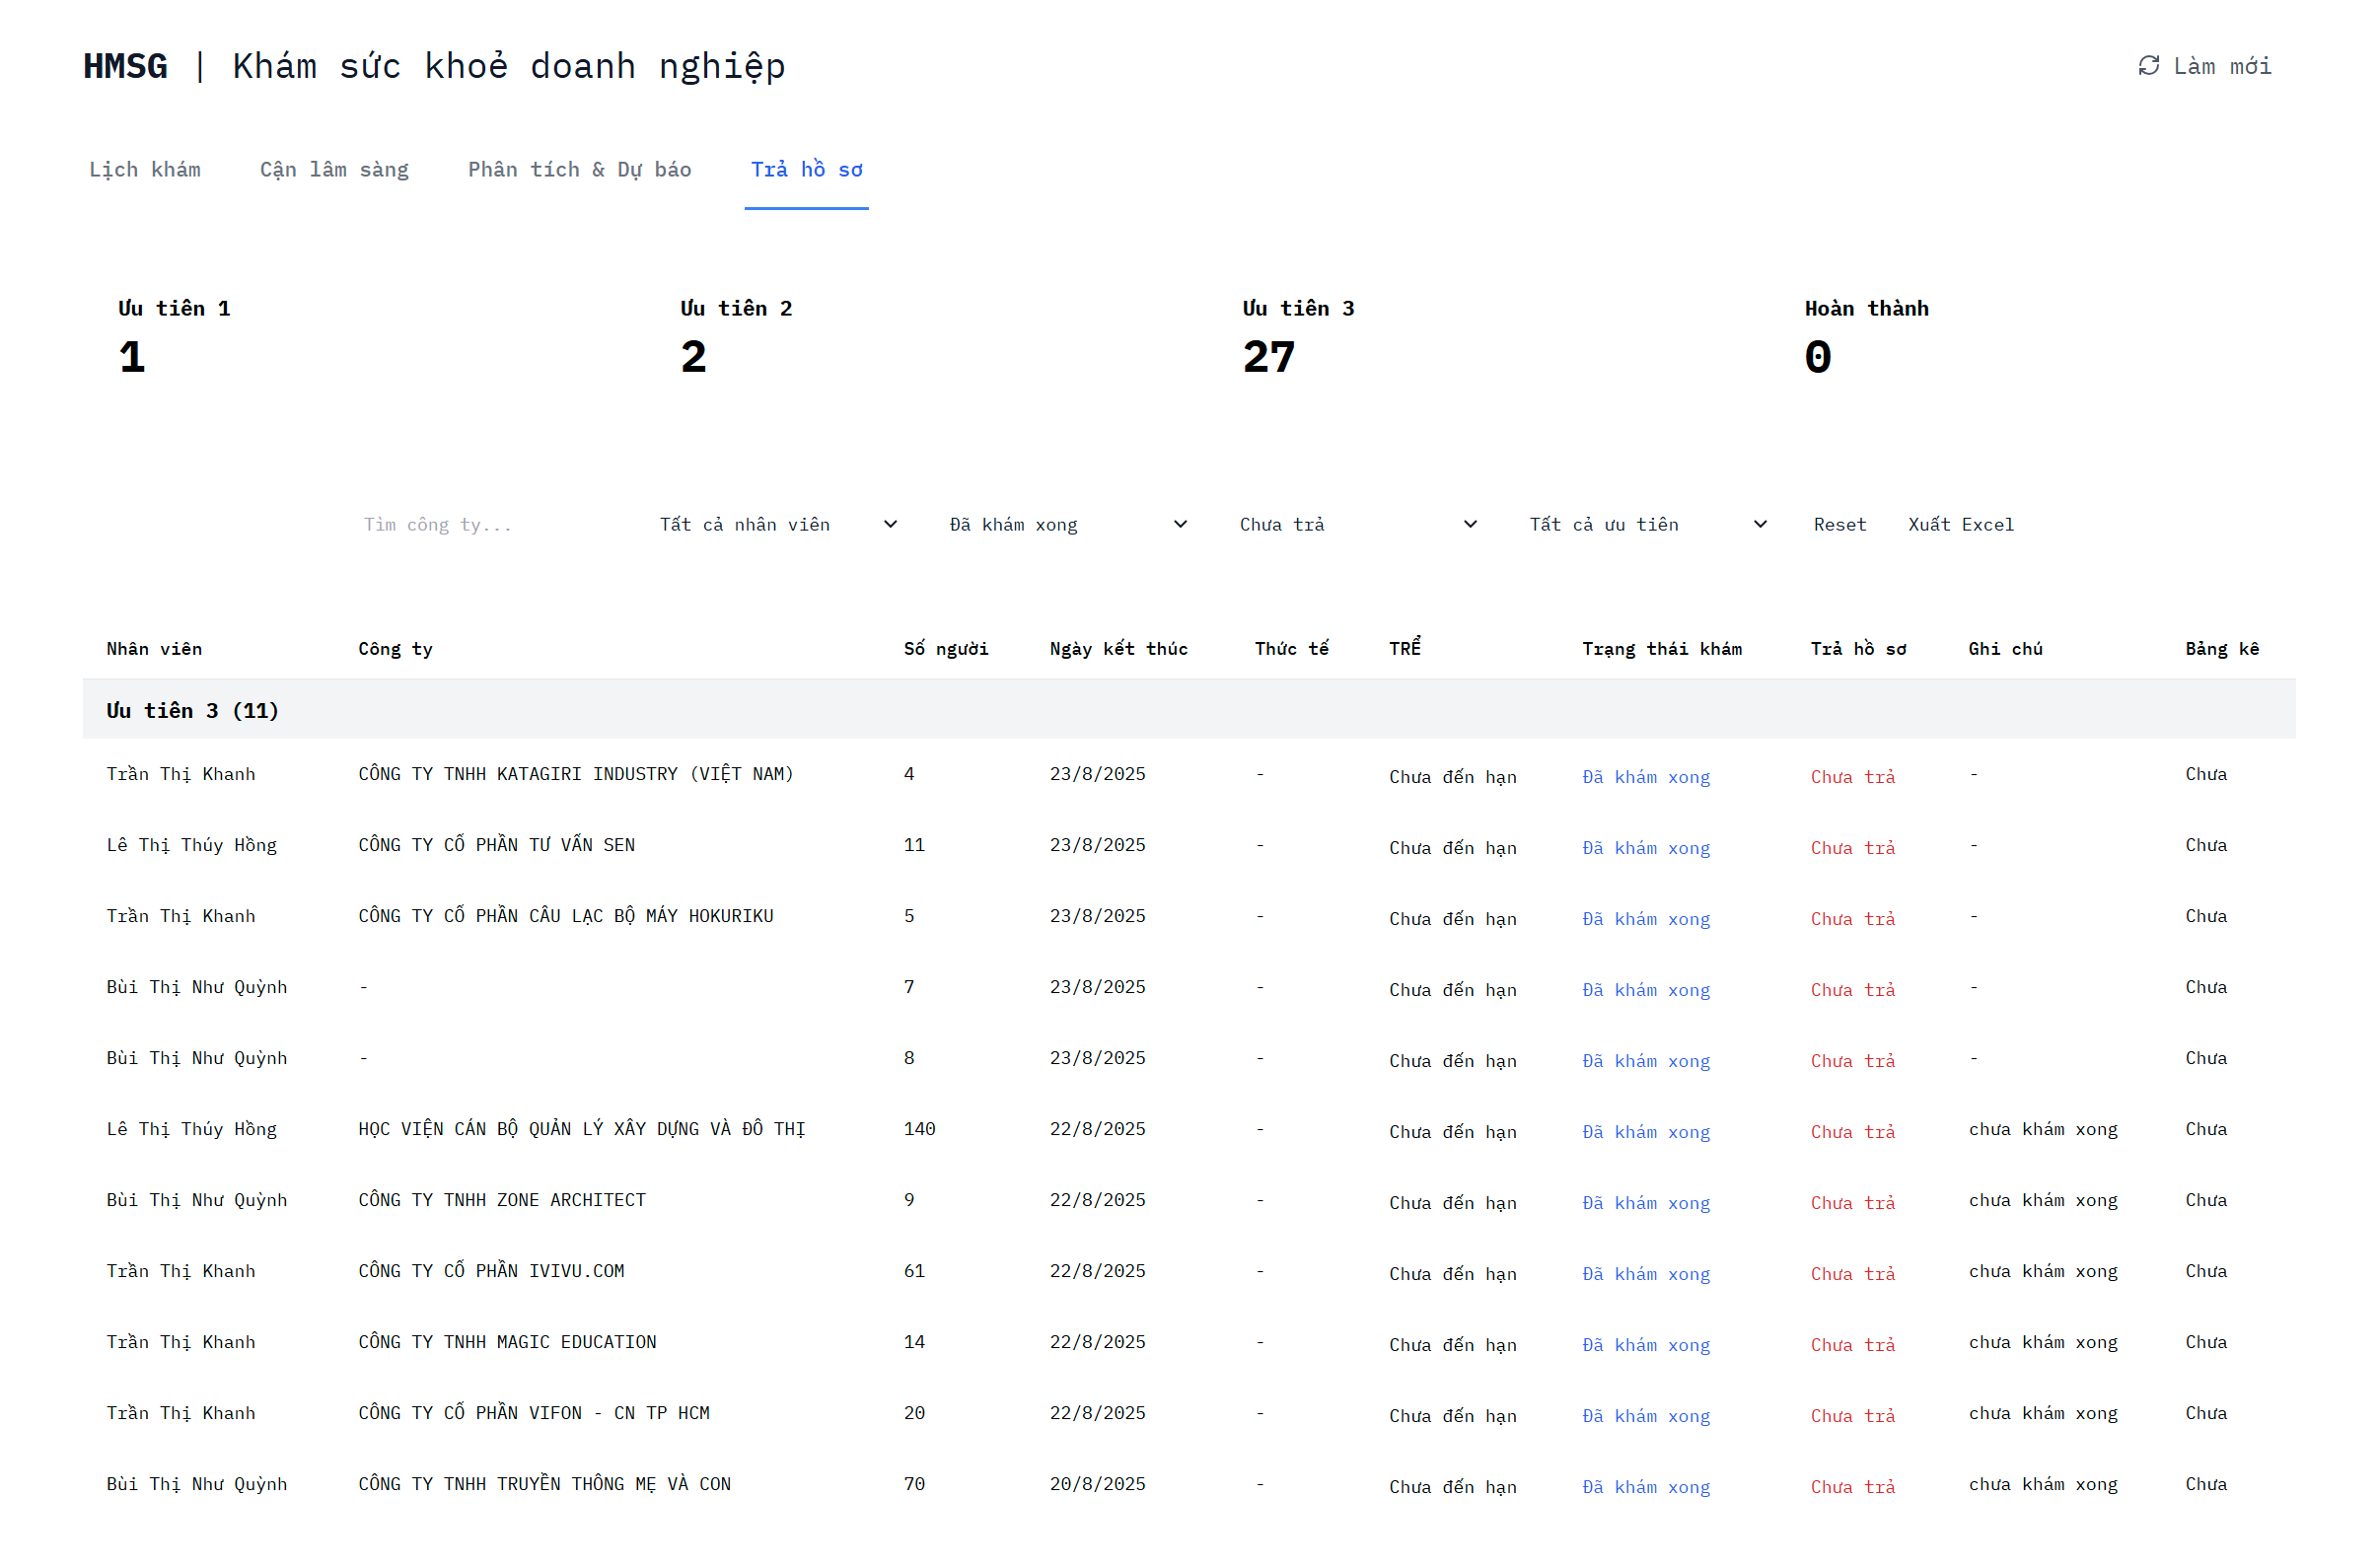 HMSG | Khám sức khoẻ doanh nghiệp
Làm mới
Lịch khám Cận lâm sàng Phân tích & Dự báo Trả hồ sơ
Ưu tiên 1 Ưu tiên 2 Ưu tiên 3 Hoàn thành
1 2 27 0
Tìm công ty... Tất cả nhân viên Đã khám xong Chưa trả Tất cả ưu tiên Reset Xuất Excel
Nhân viên Công ty Số người Ngày kết thúc Thức tế TRỂ Trạng thái khám Trả hồ sơ Ghi chú Bảng kê
Ưu tiên 3 (11)
Trần Thị Khanh CÔNG TY TNHH KATAGIRI INDUSTRY (VIỆT NAM) 4 23/8/2025 - Chưa đến hạn Đã khám xong Chưa trả - Chưa
Lê Thị Thúy Hồng CÔNG TY CỔ PHẦN TƯ VẤN SEN 11 23/8/2025 - Chưa đến hạn Đã khám xong Chưa trả - Chưa
Trần Thị Khanh CÔNG TY CỔ PHẦN CÂU LẠC BỘ MÁY HOKURIKU 5 23/8/2025 - Chưa đến hạn Đã khám xong Chưa trả - Chưa
Bùi Thị Như Quỳnh - 7 23/8/2025 - Chưa đến hạn Đã khám xong Chưa trả - Chưa
Bùi Thị Như Quỳnh - 8 23/8/2025 - Chưa đến hạn Đã khám xong Chưa trả - Chưa
Lê Thị Thúy Hồng HỌC VIỆN CÁN BỘ QUẢN LÝ XÂY DỰNG VÀ ĐÔ THỊ 140 22/8/2025 - Chưa đến hạn Đã khám xong Chưa trả chưa khám xong Chưa
Bùi Thị Như Quỳnh CÔNG TY TNHH ZONE ARCHITECT 9 22/8/2025 - Chưa đến hạn Đã khám xong Chưa trả chưa khám xong Chưa
Trần Thị Khanh CÔNG TY CỔ PHẦN IVIVU.COM 61 22/8/2025 - Chưa đến hạn Đã khám xong Chưa trả chưa khám xong Chưa
Trần Thị Khanh CÔNG TY TNHH MAGIC EDUCATION 14 22/8/2025 - Chưa đến hạn Đã khám xong Chưa trả chưa khám xong Chưa
Trần Thị Khanh CÔNG TY CỔ PHẦN VIFON - CN TP HCM 20 22/8/2025 - Chưa đến hạn Đã khám xong Chưa trả chưa khám xong Chưa
Bùi Thị Như Quỳnh CÔNG TY TNHH TRUYỀN THÔNG MẸ VÀ CON 70 20/8/2025 - Chưa đến hạn Đã khám xong Chưa trả chưa khám xong Chưa